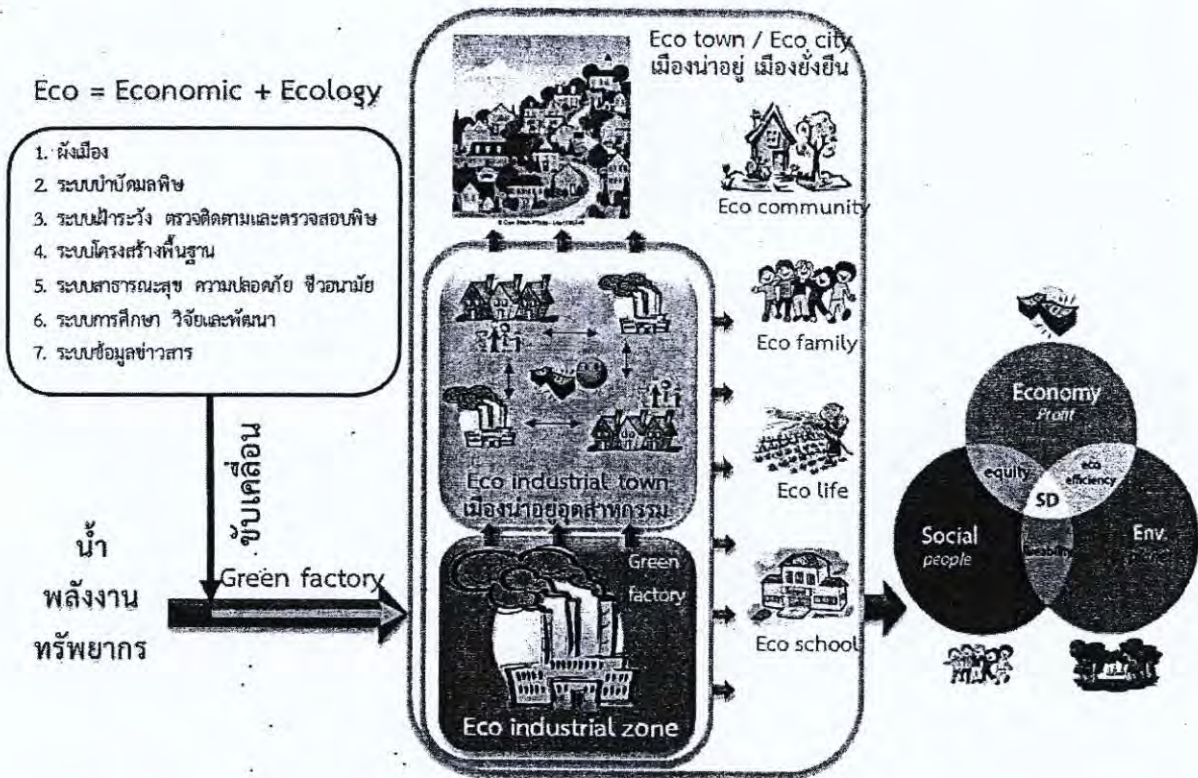 Eco = Economic + Ecology
1. ผังเมือง
2. ระบบบำบัดมลพิษ
3. ระบบเฝ้าระวัง ตรวจติดตามและตรวจสอบพิษ
4. ระบบโครงสร้างพื้นฐาน
5. ระบบสาธารณะสุข ความปลอดภัย ชีวอนามัย
6. ระบบการศึกษา วิจัยและพัฒนา
7. ระบบข้อมูลข่าวสาร
ขับเคลื่อน
น้ำ
พลังงาน
ทรัพยากร
Green factory
Eco town / Eco city
เมืองน่าอยู่ เมืองยั่งยืน
Eco community
Eco family
Eco life
Eco school
Eco industrial town
เมืองน่าอยู่อุตสาหกรรม
Green
factory
Eco industrial zone
Economy
Profit
equity
eco
efficiency
SD
Social
people
Env.